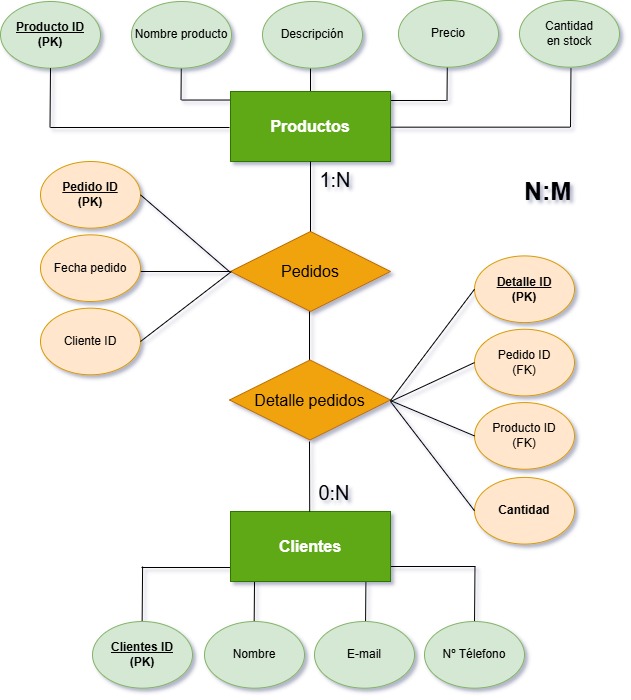 Producto ID
(PK)
Nombre producto
Descripción
Precio
Cantidad
en stock
Productos
1:N
N:M
Pedido ID
(PK)
Fecha pedido
Cliente ID
Pedidos
Detalle ID
(PK)
Pedido ID
(FK)
Producto ID
(FK)
Cantidad
Detalle pedidos
0:N
Clientes
Clientes ID
(PK)
Nombre
E-mail
Nº Télefono